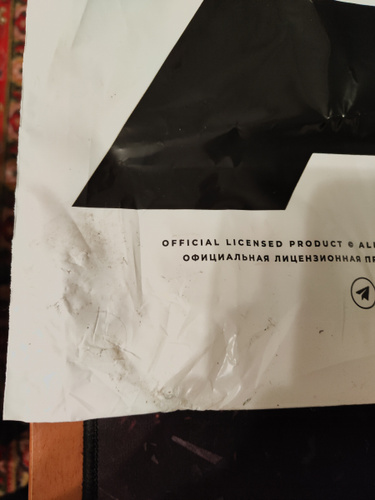 OFFICIAL LICENSED PRODUCT ©
ОФИЦИАЛЬНАЯ ЛИЦЕНЗИОННАЯ